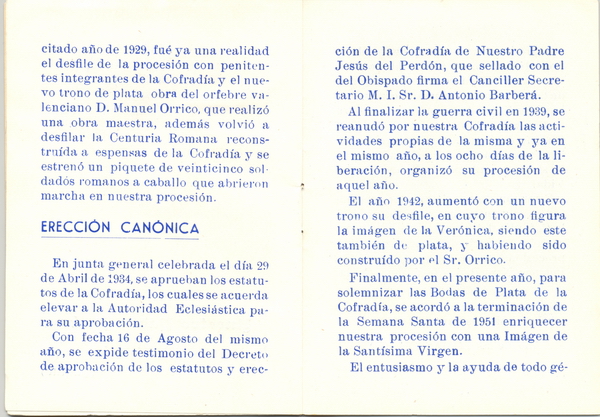 citado año de 1929, fué ya una realidad
el desfile de la procesión con peniten-
tes integrantes de la Cofradía y el nue-
vo trono de plata obra del orfebre va-
lenciano D. Manuel Orrico, que realizó
una obra maestra, además volvió a
desfilar la Centuria Romana recons-
truída a espensas de la Cofradía y se
estrenó un piquete de veinticinco sol-
dados romanos a caballo que abrieron
marcha en nuestra procesión.
ERECCIÓN CANÓNICA
En junta general celebrada el día 29
de Abril de 1934, se aprueban los estatu-
tos de la Cofradía, los cuales se acuerda
elevar a la Autoridad Eclesiástica pa-
ra su aprobación.
Con fecha 16 de Agosto del mismo
año, se expide testimonio del Decreto
de aprobación de los estatutos y erec-
ción de la Cofradía de Nuestro Padre
Jesús del Perdón, que sellado con el
del Obispado firma el Canciller Secre-
tario M. I. Sr. D. Antonio Barberá.
Al finalizar la guerra civil en 1939, se
reanudó por nuestra Cofradía las acti-
vidades propias de la misma y ya en
el mismo año, a los ocho días de la li-
beración, organizó su procesión de
aquel año.
El año 1942, aumentó con un nuevo
trono su desfile, en cuyo trono figura
la imágen de la Verónica, siendo este
también de plata, y habiendo sido
construído por el Sr. Orrico.
Finalmente, en el presente año, para
solemnizar las Bodas de Plata de la
Cofradía, se acordó a la terminación de
la Semana Santa de 1951 enriquecer
nuestra procesión con una Imágen de
la Santísima Virgen.
El entusiasmo y la ayuda de todo gé-